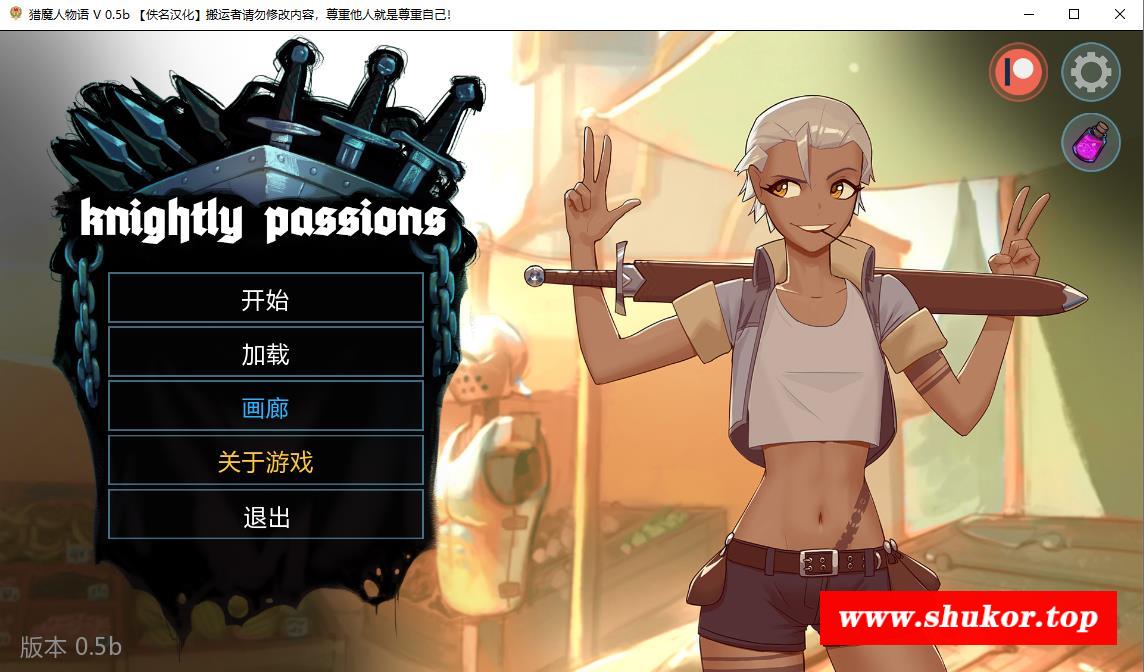 猎魔人物语 V 0.5b 【佚名汉化】搬运者请勿修改内容，尊重他人就是尊重自己!
knightly passions
开始
加载
画廊
关于游戏
退出
www.shukor.top
版本 0.5b